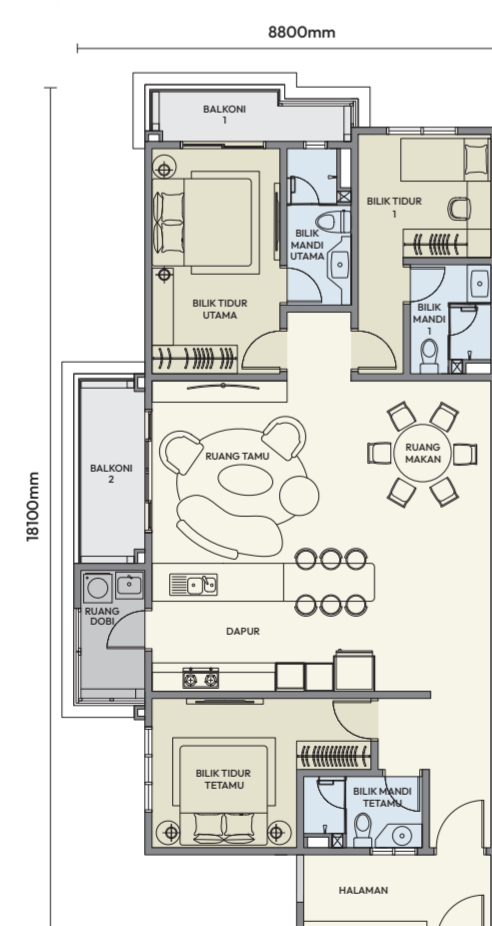 8800mm
BALKONI
1
BILIK TIDUR
1
BILIK
MANDI
UTAMA
BILIK TIDUR
UTAMA
BILIK
MANDI
1
RUANG TAMU
RUANG
MAKAN
BALKONI
2
18100mm
RUANG
DOBI
DAPUR
BILIK TIDUR
TETAMU
BILIK MANDI
TETAMU
HALAMAN